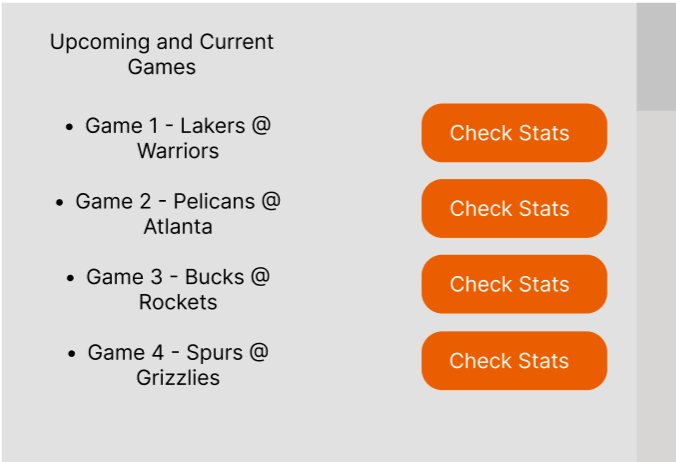 Upcoming and Current
Games
• Game 1 - Lakers @
Warriors
Check Stats
• Game 2 - Pelicans @
Atlanta
Check Stats
• Game 3 - Bucks @
Rockets
Check Stats
• Game 4 - Spurs @
Grizzlies
Check Stats